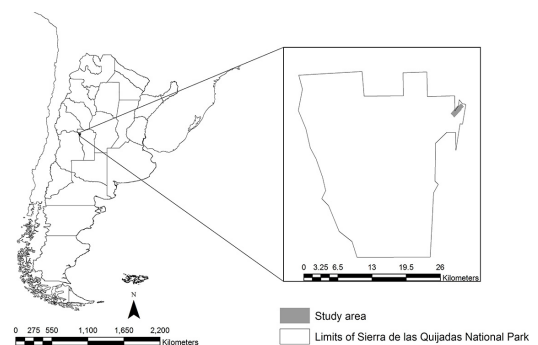 0 3.25 6.5 13 19.5 26
Kilometers
N
0 275 550 1,100 1,650 2,200
Kilometers
Study area
Limits of Sierra de las Quijadas National Park